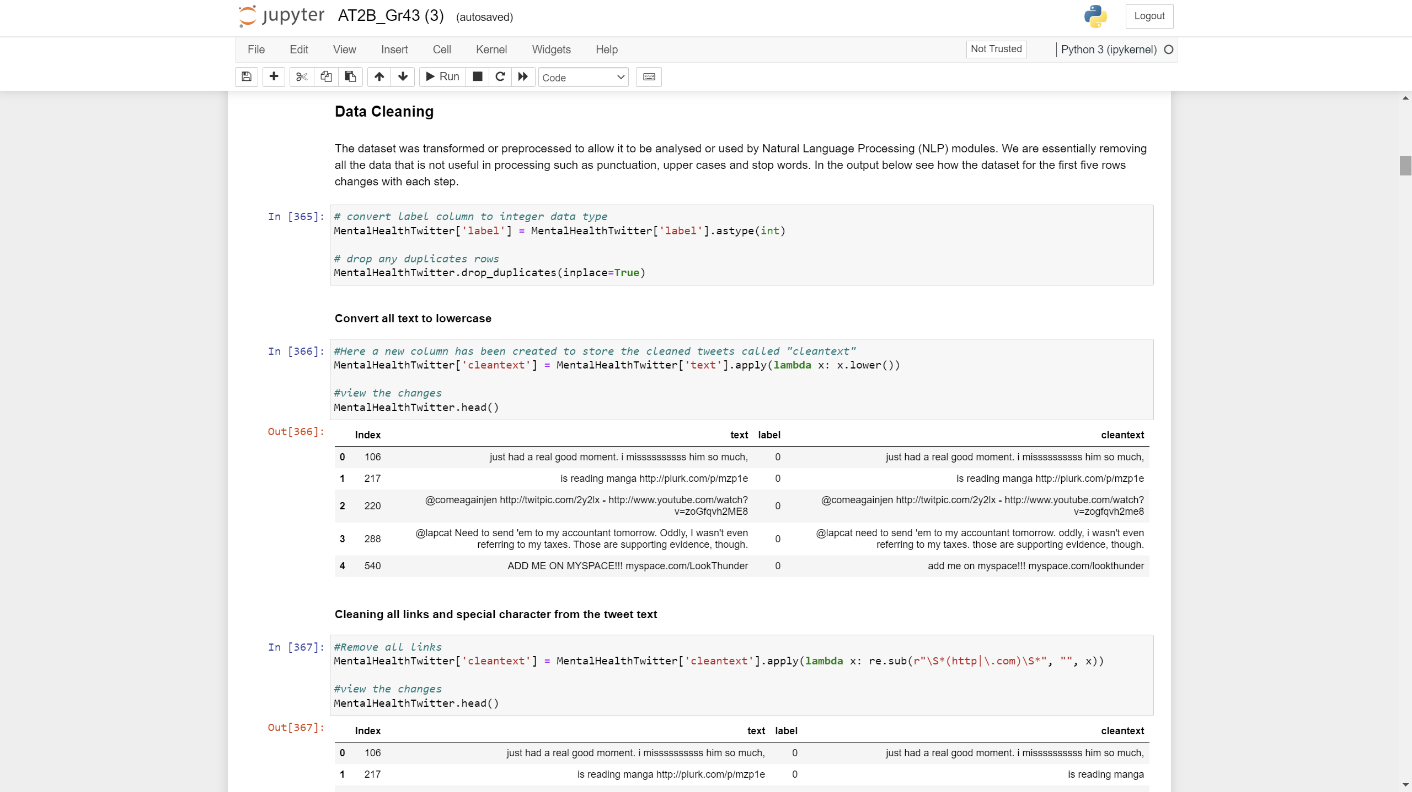 jupyter AT2B_Gr43 (3) (autosaved)
Logout
File Edit View Insert Cell Kernel Widgets Help
Not Trusted
Python 3 (ipykernel)
Run
Code
Data Cleaning
The dataset was transformed or preprocessed to allow it to be analysed or used by Natural Language Processing (NLP) modules. We are essentially removing
all the data that is not useful in processing such as punctuation, upper cases and stop words. In the output below see how the dataset for the first five rows
changes with each step.
In [365]: # convert label column to integer data type
MentalHealthTwitter['label'] = MentalHealthTwitter['label'].astype(int)
# drop any duplicates rows
MentalHealthTwitter.drop_duplicates(inplace=True)
Convert all text to lowercase
In [366]: #Here a new column has been created to store the cleaned tweets called "cleantext"
MentalHealthTwitter['cleantext'] = MentalHealthTwitter['text'].apply(lambda x: x.lower())
#view the changes
MentalHealthTwitter.head()
Out[366]:
Index text label cleantext
0 106 just had a real good moment. i missssssssss him so much, 0 just had a real good moment. i missssssssss him so much,
1 217 is reading manga http://plurk.com/p/mzp1e 0 is reading manga http://plurk.com/p/mzp1e
2 220 @comeagainjen http://twitpic.com/2y2lx - http://www.youtube.com/watch?
v=zoGfqvh2ME8 0 @comeagainjen http://twitpic.com/2y2lx - http://www.youtube.com/watch?
v=zogfqvh2me8
3 288 @lapcat Need to send 'em to my accountant tomorrow. Oddly, I wasn't even
referring to my taxes. Those are supporting evidence, though. 0 @lapcat need to send 'em to my accountant tomorrow. oddly, i wasn't even
referring to my taxes. those are supporting evidence, though.
4 540 ADD ME ON MYSPACE!!! myspace.com/LookThunder 0 add me on myspace!!! myspace.com/lookthunder
Cleaning all links and special character from the tweet text
In [367]: #Remove all links
MentalHealthTwitter['cleantext'] = MentalHealthTwitter['cleantext'].apply(lambda x: re.sub(r"\S*(http|\.com)\S*", "", x))
#view the changes
MentalHealthTwitter.head()
Out[367]:
Index text label cleantext
0 106 just had a real good moment. i missssssssss him so much, 0 just had a real good moment. i missssssssss him so much,
1 217 is reading manga http://plurk.com/p/mzp1e 0 is reading manga